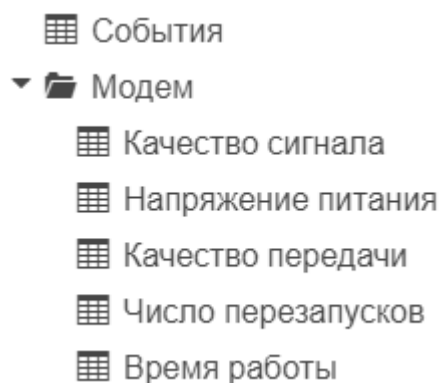 События
Модем
Качество сигнала
Напряжение питания
Качество передачи
Число перезапусков
Время работы